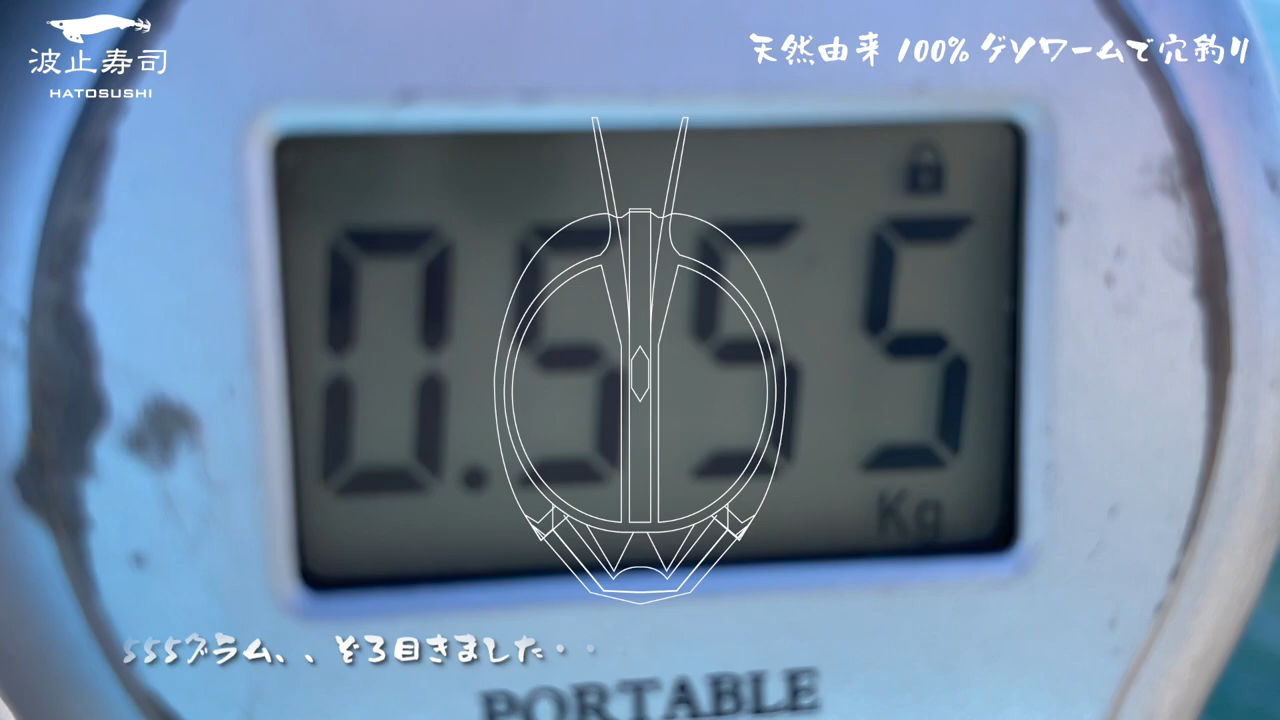 波止寿司
HATOSUSHI
天然由来 100% ゲソワームで穴釣り
0.555
Kg
555グラム、、ぞろ目きました・・
PORTABLE